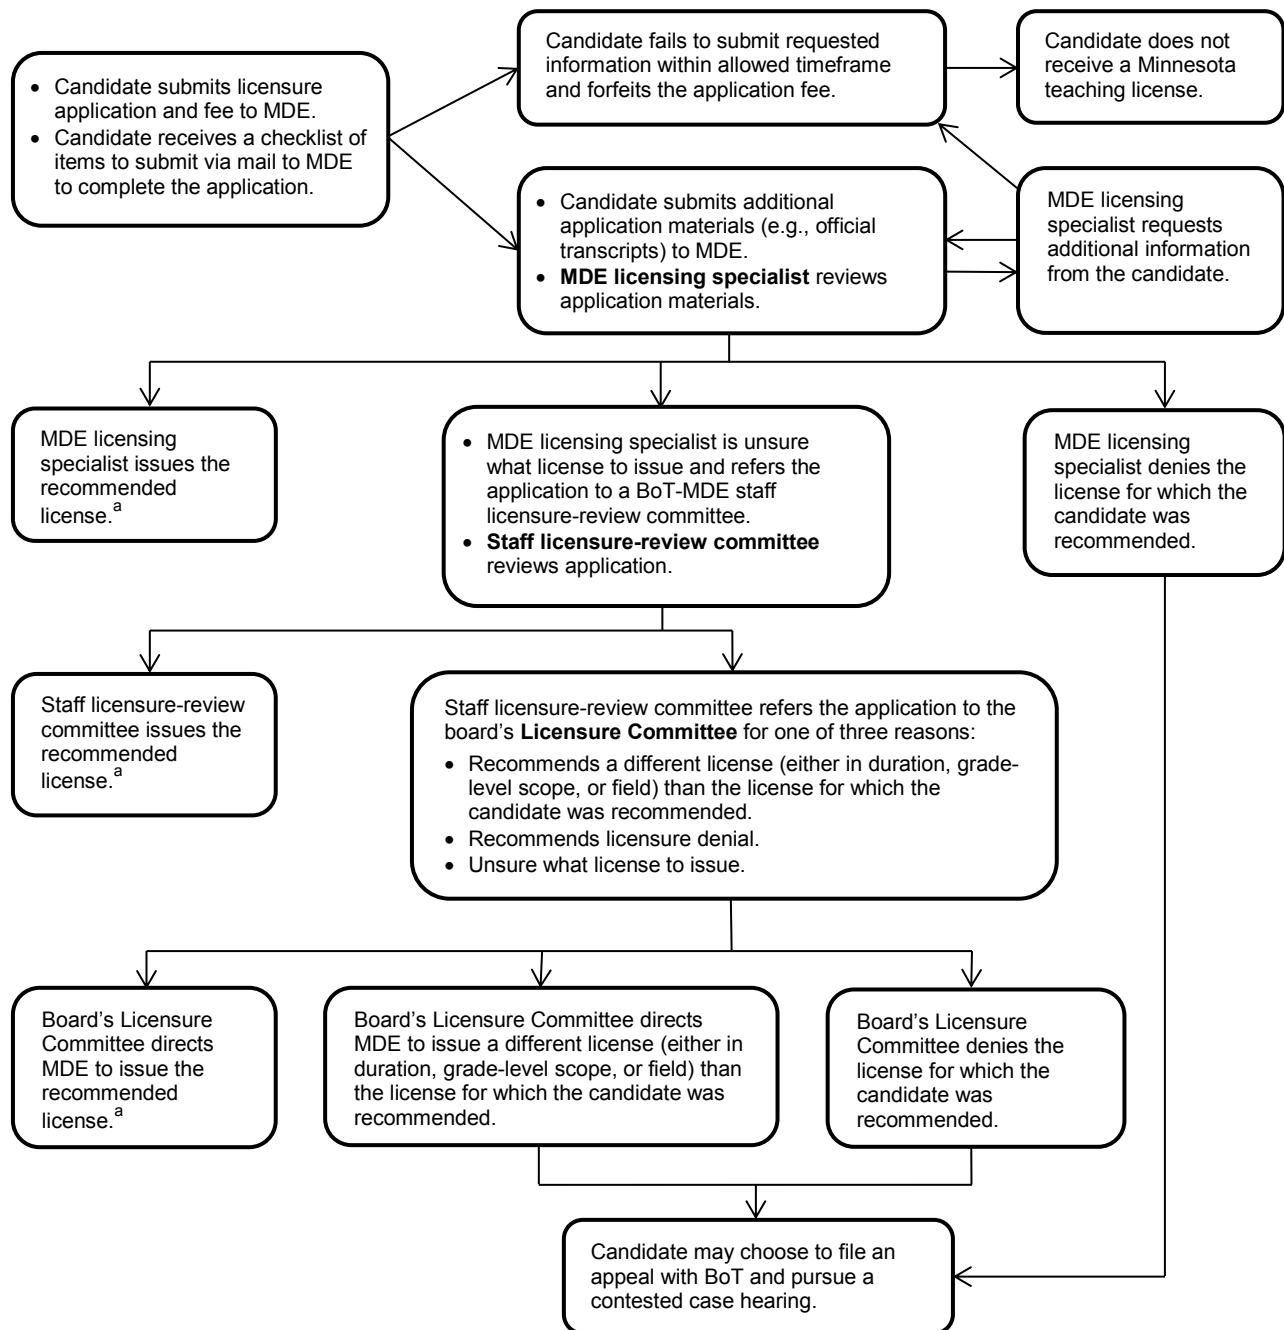 • Candidate submits licensure
application and fee to MDE.
• Candidate receives a checklist of
items to submit via mail to MDE
to complete the application.
Candidate fails to submit requested
information within allowed timeframe
and forfeits the application fee.
Candidate does not
receive a Minnesota
teaching license.
• Candidate submits additional
application materials (e.g., official
transcripts) to MDE.
• MDE licensing specialist reviews
application materials.
MDE licensing
specialist requests
additional information
from the candidate.
MDE licensing
specialist issues the
recommended
license.a
• MDE licensing specialist is unsure
what license to issue and refers the
application to a BoT-MDE staff
licensure-review committee.
• Staff licensure-review committee
reviews application.
MDE licensing
specialist denies the
license for which the
candidate was
recommended.
Staff licensure-review
committee issues the
recommended
license.a
Staff licensure-review committee refers the application to the
board’s Licensure Committee for one of three reasons:
• Recommends a different license (either in duration, grade-
level scope, or field) than the license for which the
candidate was recommended.
• Recommends licensure denial.
• Unsure what license to issue.
Board’s Licensure
Committee directs
MDE to issue the
recommended
license.a
Board’s Licensure Committee directs
MDE to issue a different license (either in
duration, grade-level scope, or field) than
the license for which the candidate was
recommended.
Board’s Licensure
Committee denies the
license for which the
candidate was
recommended.
Candidate may choose to file an
appeal with BoT and pursue a
contested case hearing.